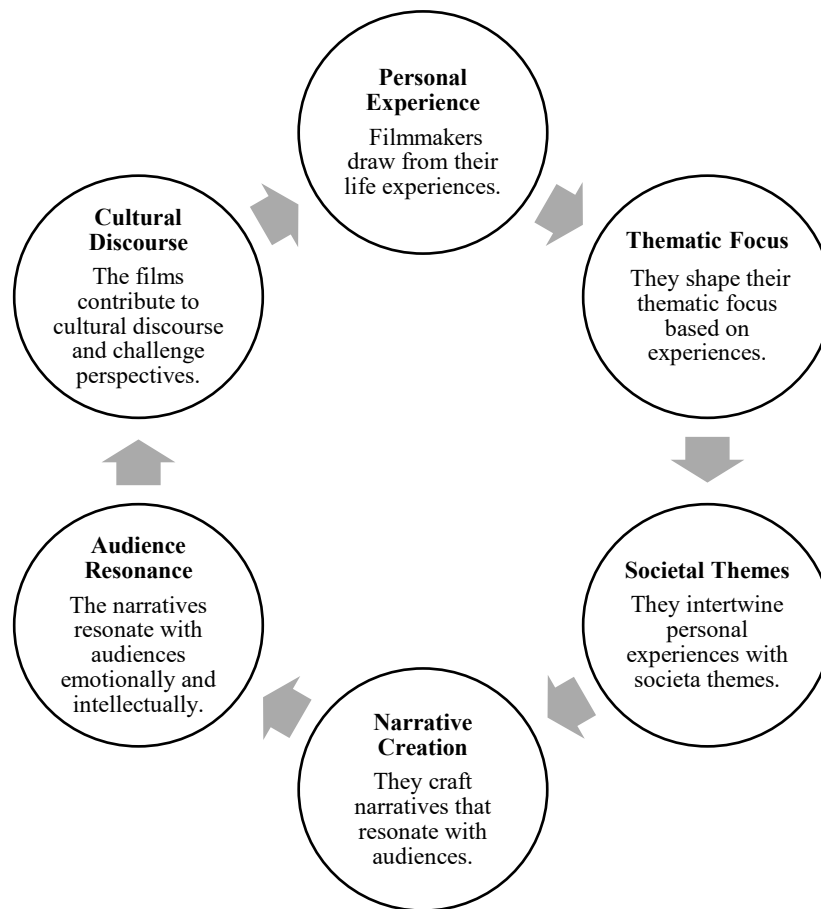 Personal
Experience
Filmmakers
draw from their
life experiences.
Thematic Focus
They shape their
thematic focus
based on
experiences.
Societal Themes
They intertwine
personal
experiences with
societa themes.
Narrative
Creation
They craft
narratives that
resonate with
audiences.
Audience
Resonance
The narratives
resonate with
audiences
emotionally and
intellectually.
Cultural
Discourse
The films
contribute to
cultural discourse
and challenge
perspectives.